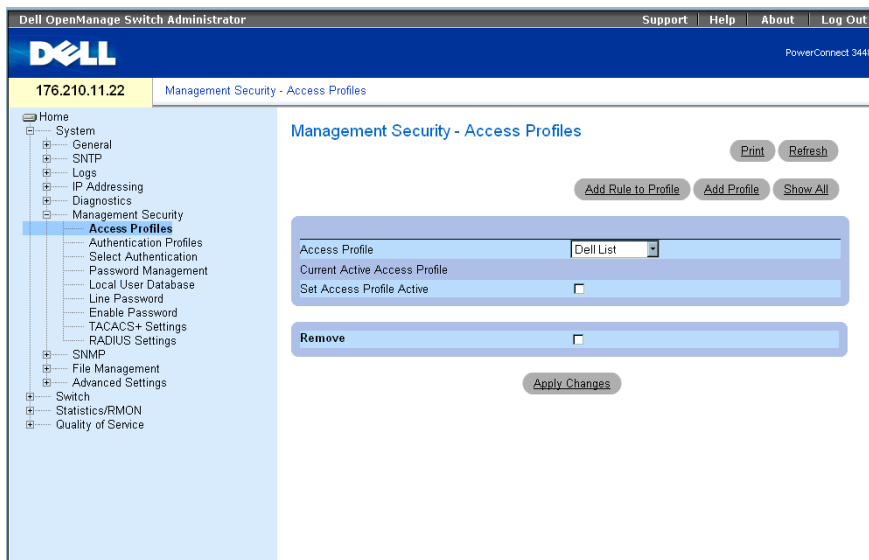 Dell OpenManage Switch Administrator Support Help About Log Out
DELL
PowerConnect 3448
176.210.11.22 Management Security - Access Profiles
Home
System
General
SNTP
Logs
IP Addressing
Diagnostics
Management Security
Access Profiles
Authentication Profiles
Select Authentication
Password Management
Local User Database
Line Password
Enable Password
TACACS+ Settings
RADIUS Settings
SNMP
File Management
Advanced Settings
Switch
Statistics/RMON
Quality of Service
Management Security - Access Profiles
Print Refresh
Add Rule to Profile Add Profile Show All
Access Profile Dell List
Current Active Access Profile
Set Access Profile Active
Remove
Apply Changes